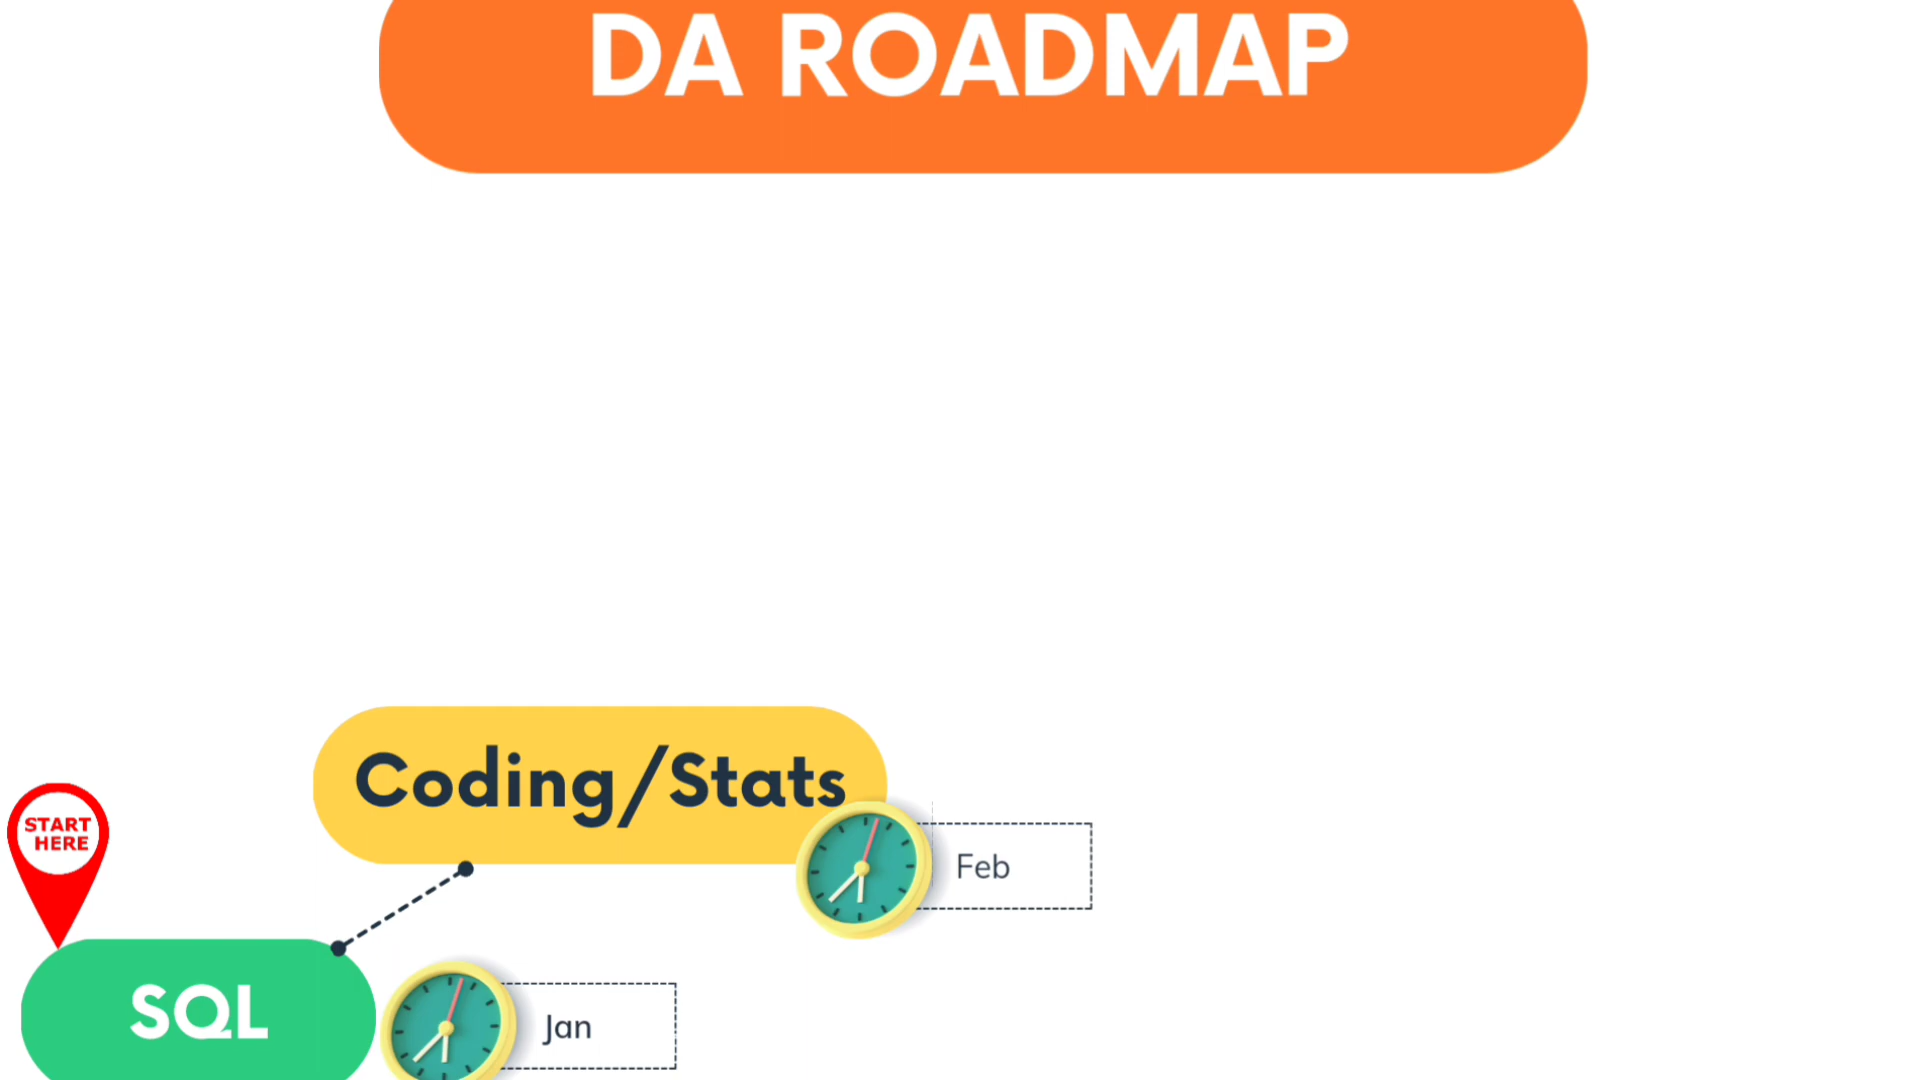 DA ROADMAP
Coding/Stats
START
HERE
Feb
SQL
Jan